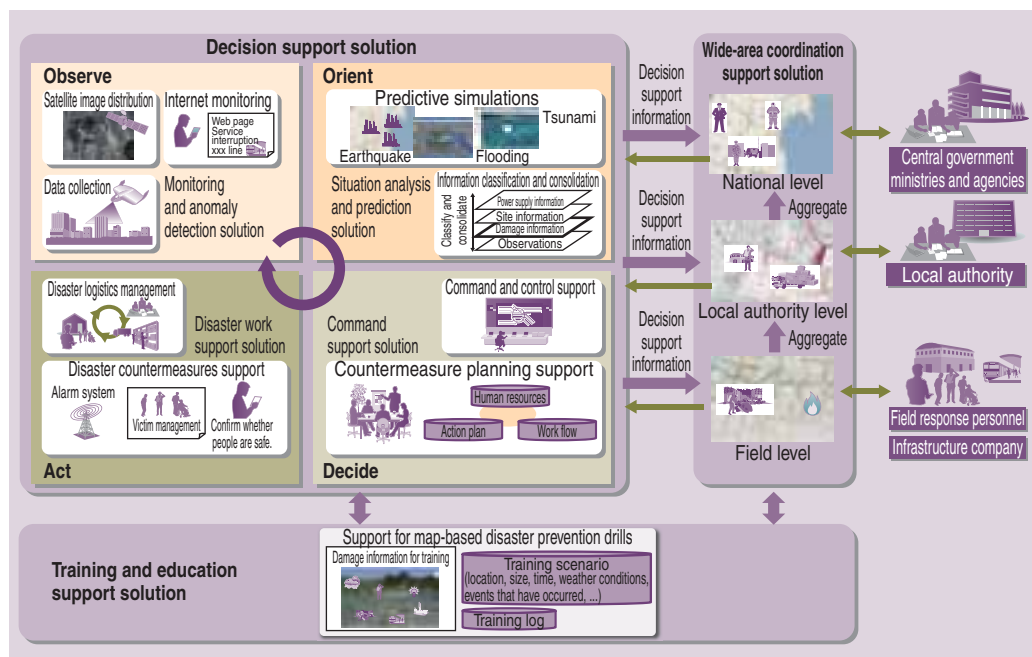 Decision support solution
Observe
Satellite image distribution
Internet monitoring
Web page
Service
interruption
xxx line
Data collection
Monitoring
and anomaly
detection solution
Orient
Predictive simulations
Tsunami
Earthquake
Flooding
Situation analysis
and prediction
solution
Information classification and consolidation
Classify and
consolidate
Power supply information
Site information
Damage information
Observations
Disaster logistics management
Disaster work
support solution
Disaster countermeasures support
Alarm system
Victim management
Confirm whether
people are safe.
Act
Command and control support
Command
support solution
Countermeasure planning support
Human resources
Action plan
Work flow
Decide
Decision
support
information
Decision
support
information
Decision
support
information
Wide-area coordination
support solution
National level
Aggregate
Local authority level
Aggregate
Field level
Central government
ministries and agencies
Local authority
Field response personnel
Infrastructure company
Training and education
support solution
Support for map-based disaster prevention drills
Damage information for training
Training scenario
(location, size, time, weather conditions,
events that have occurred, ...)
Training log